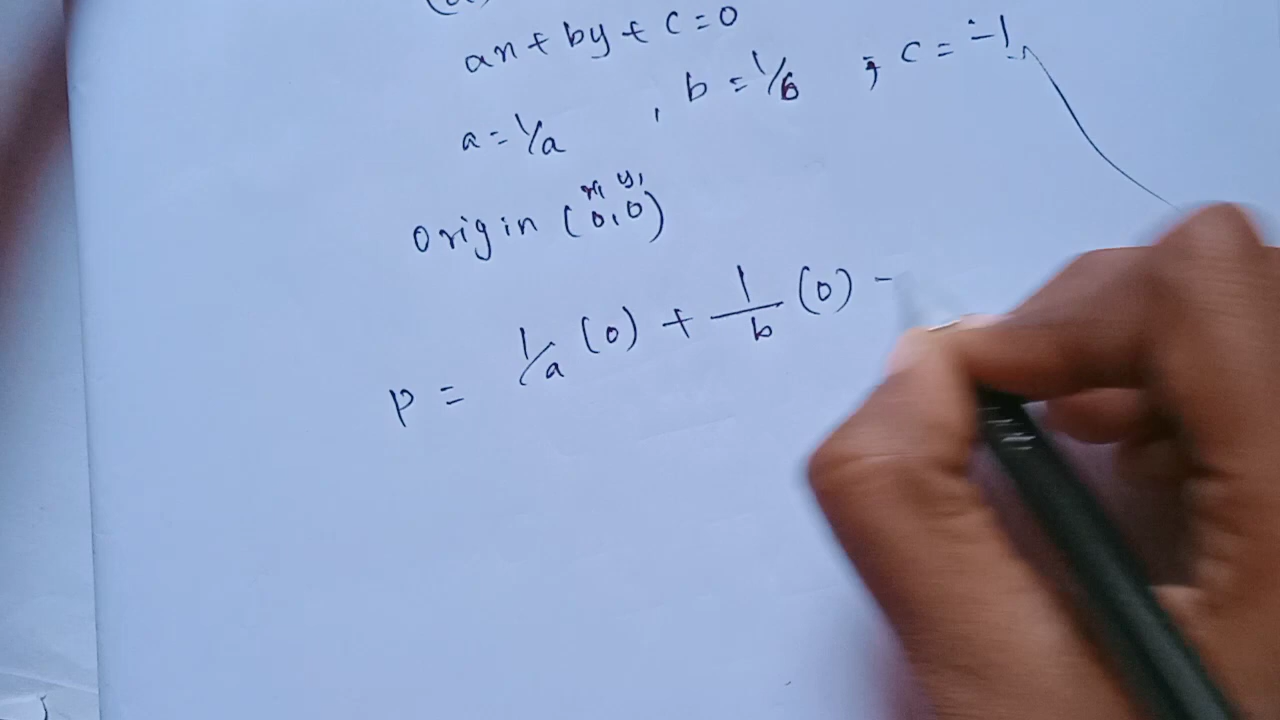 ax + by + c = 0
a = 1/a , b = 1/b ; c = -1
x1 y1
origin (0,0)
p = 1/a (0) + 1/b (0) -